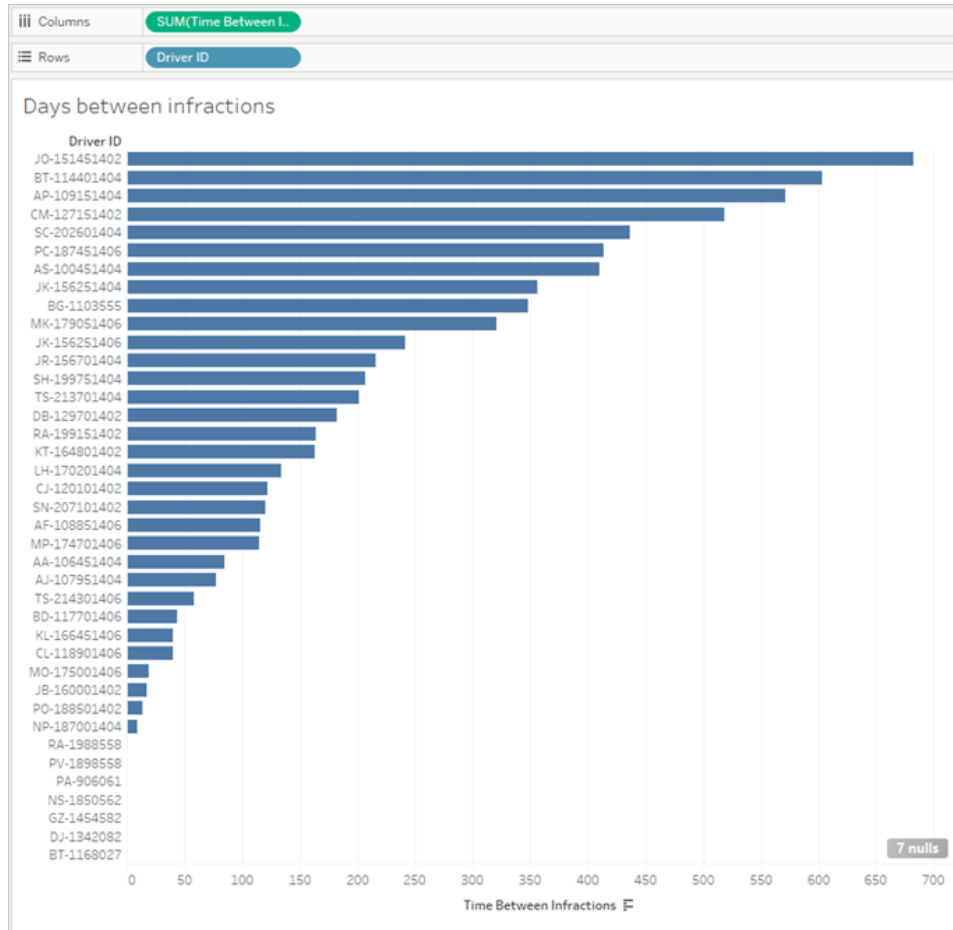 Columns SUM(Time Between I..
Rows Driver ID
Days between infractions
Driver ID
JO-151451402
BT-114401404
AP-109151404
CM-127151402
SC-202601404
PC-187451406
AS-100451404
JK-156251404
BG-1103555
MK-179051406
JK-156251406
JR-156701404
SH-199751404
TS-213701404
DB-129701402
RA-199151402
KT-164801402
LH-170201404
CJ-120101402
SN-207101402
AF-108851406
MP-174701406
AA-106451404
AJ-107951404
TS-214301406
BD-117701406
KL-166451406
CL-118901406
MO-175001406
JB-160001402
PO-188501402
NP-187001404
RA-1988558
PV-1898558
PA-906061
NS-1850562
GZ-1454582
DJ-1342082
BT-1168027
7 nulls
0 50 100 150 200 250 300 350 400 450 500 550 600 650 700
Time Between Infractions